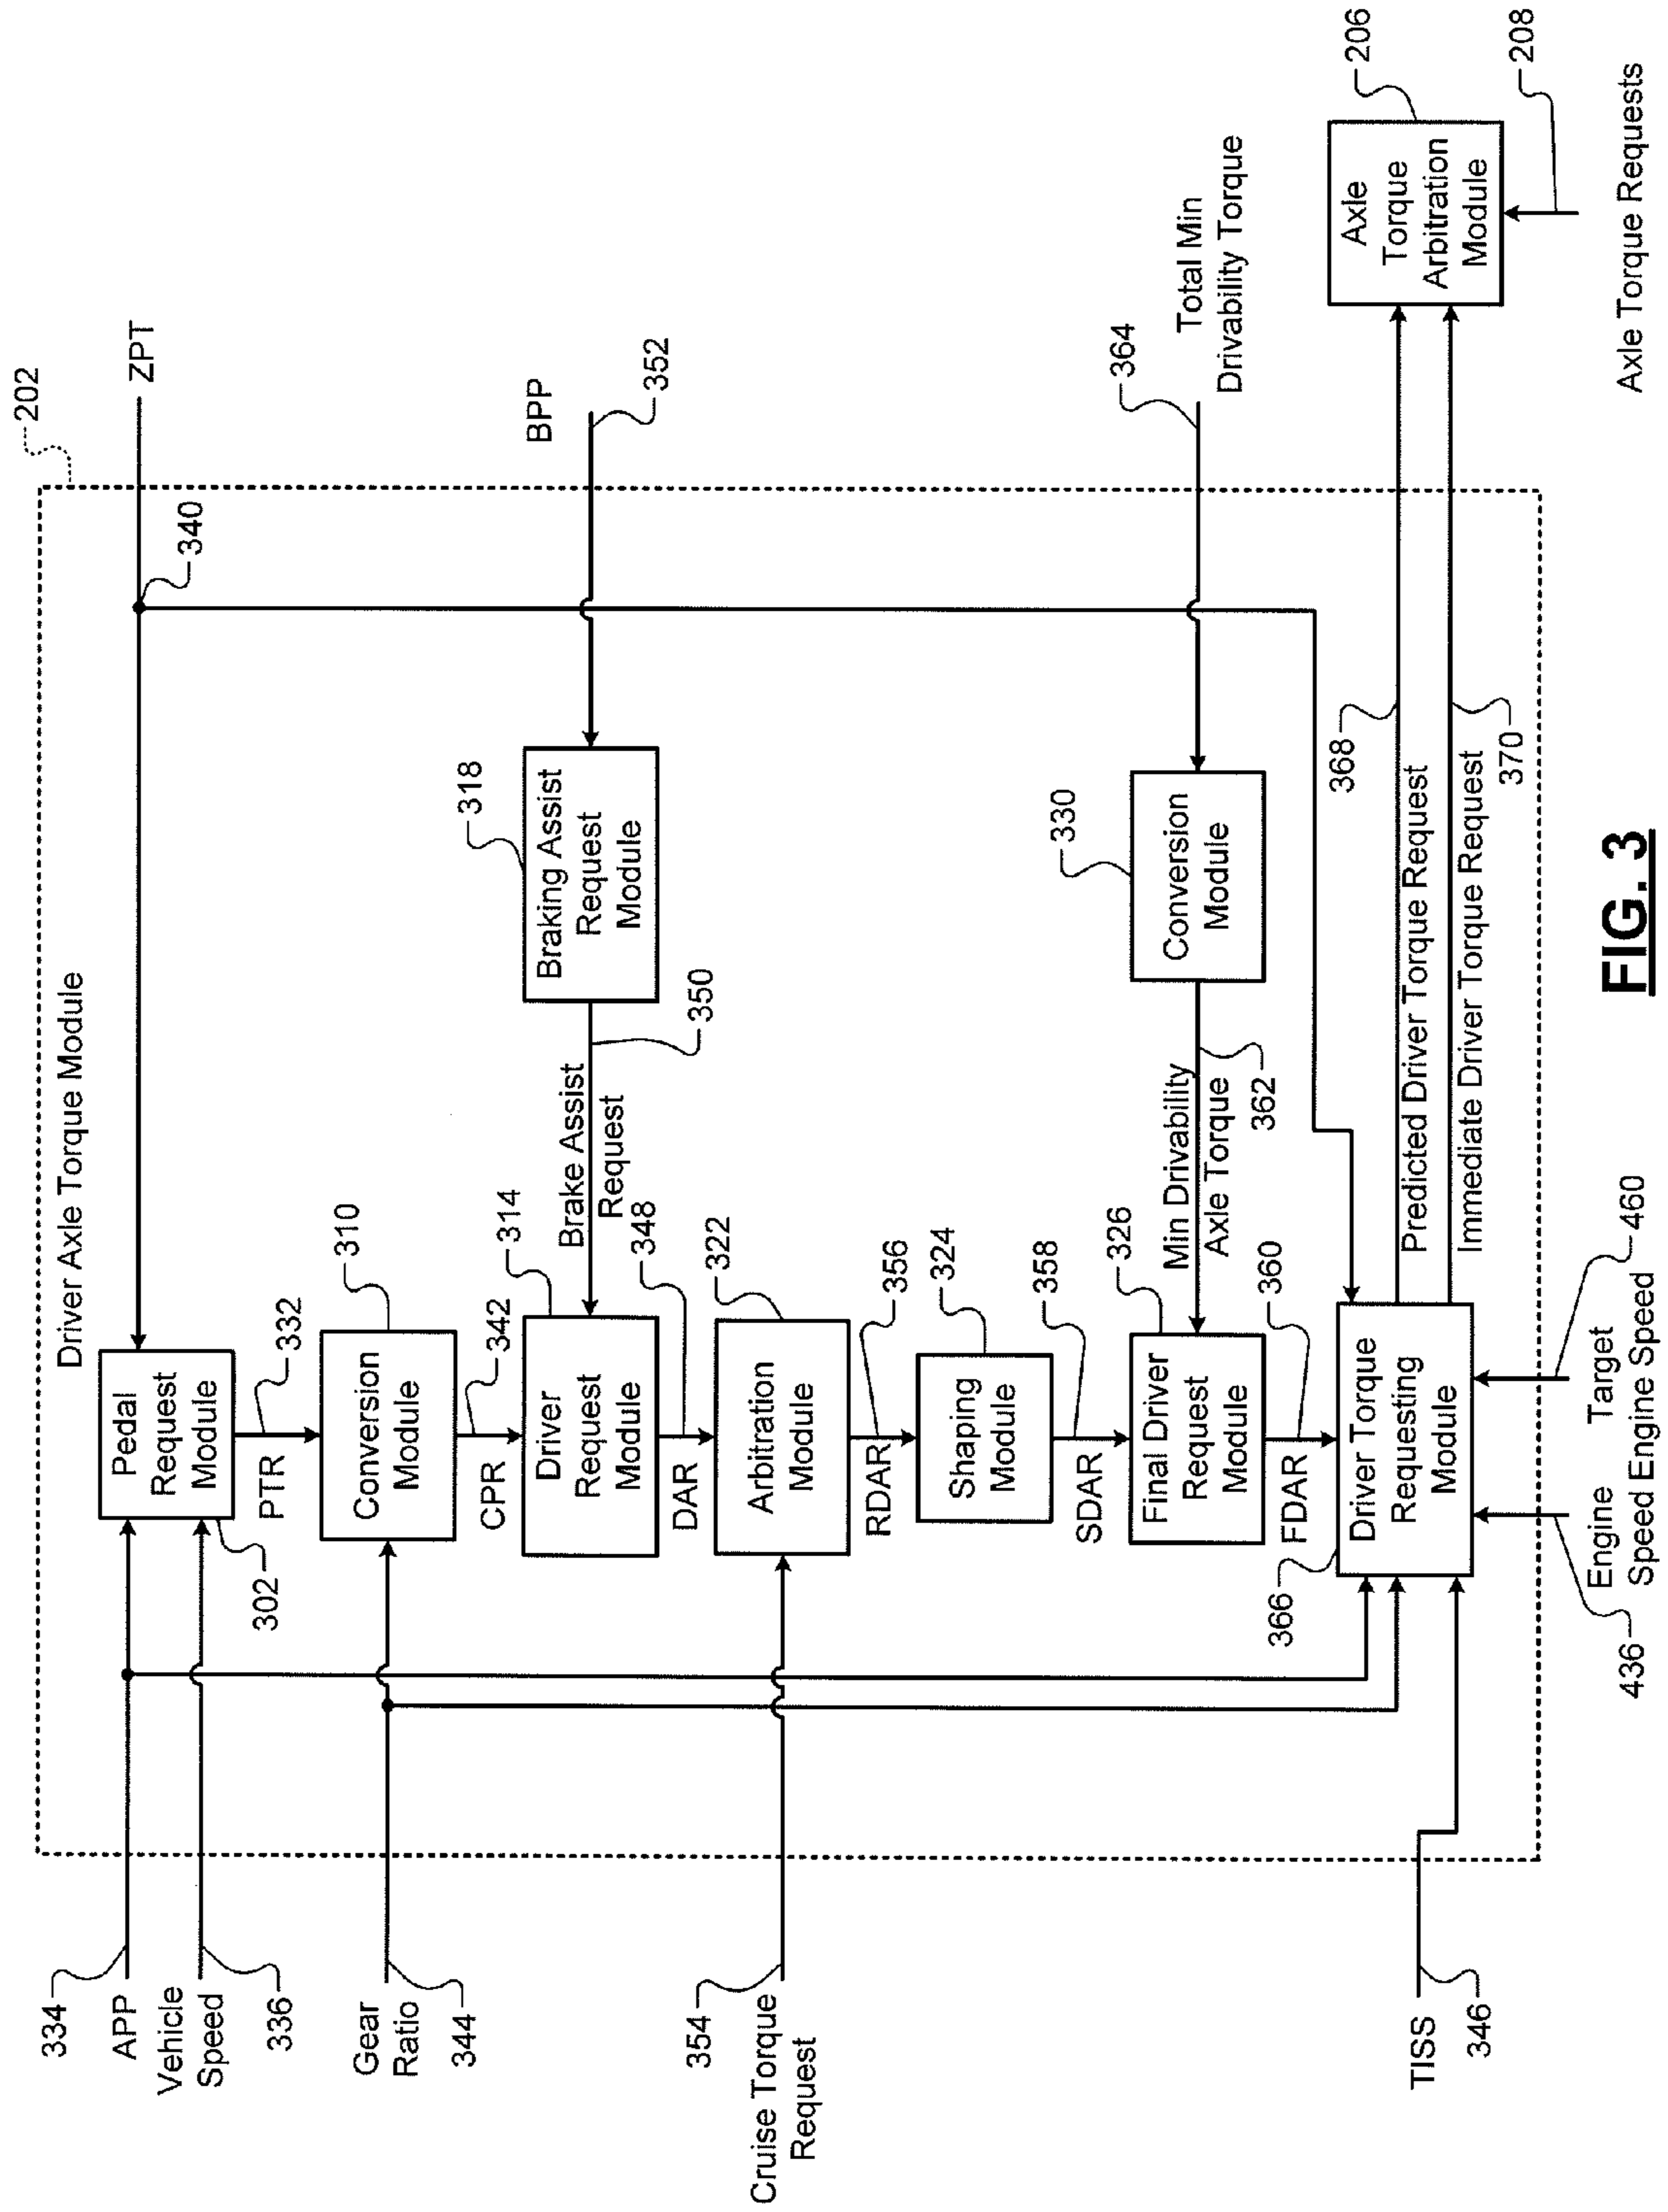 202
Driver Axle Torque Module
ZPT
340
334
APP
Vehicle
Speed
336
Pedal
Request
Module
302
PTR
332
Gear
Ratio
344
Conversion
Module
310
CPR
342
Driver
Request
Module
314
Brake Assist
Request
350
Braking Assist
Request
Module
318
BPP
352
DAR
348
354
Cruise Torque
Request
Arbitration
Module
322
RDAR
356
Shaping
Module
324
SDAR
358
Final Driver
Request
Module
326
Min Drivability
Axle Torque
362
Conversion
Module
330
364
Total Min
Drivability Torque
FDAR
360
366
Driver Torque
Requesting
Module
TISS
346
368
Predicted Driver Torque Request
Immediate Driver Torque Request
370
Axle
Torque
Arbitration
Module
206
208
Axle Torque Requests
436
Engine
Speed
Target
Engine Speed
460
FIG. 3